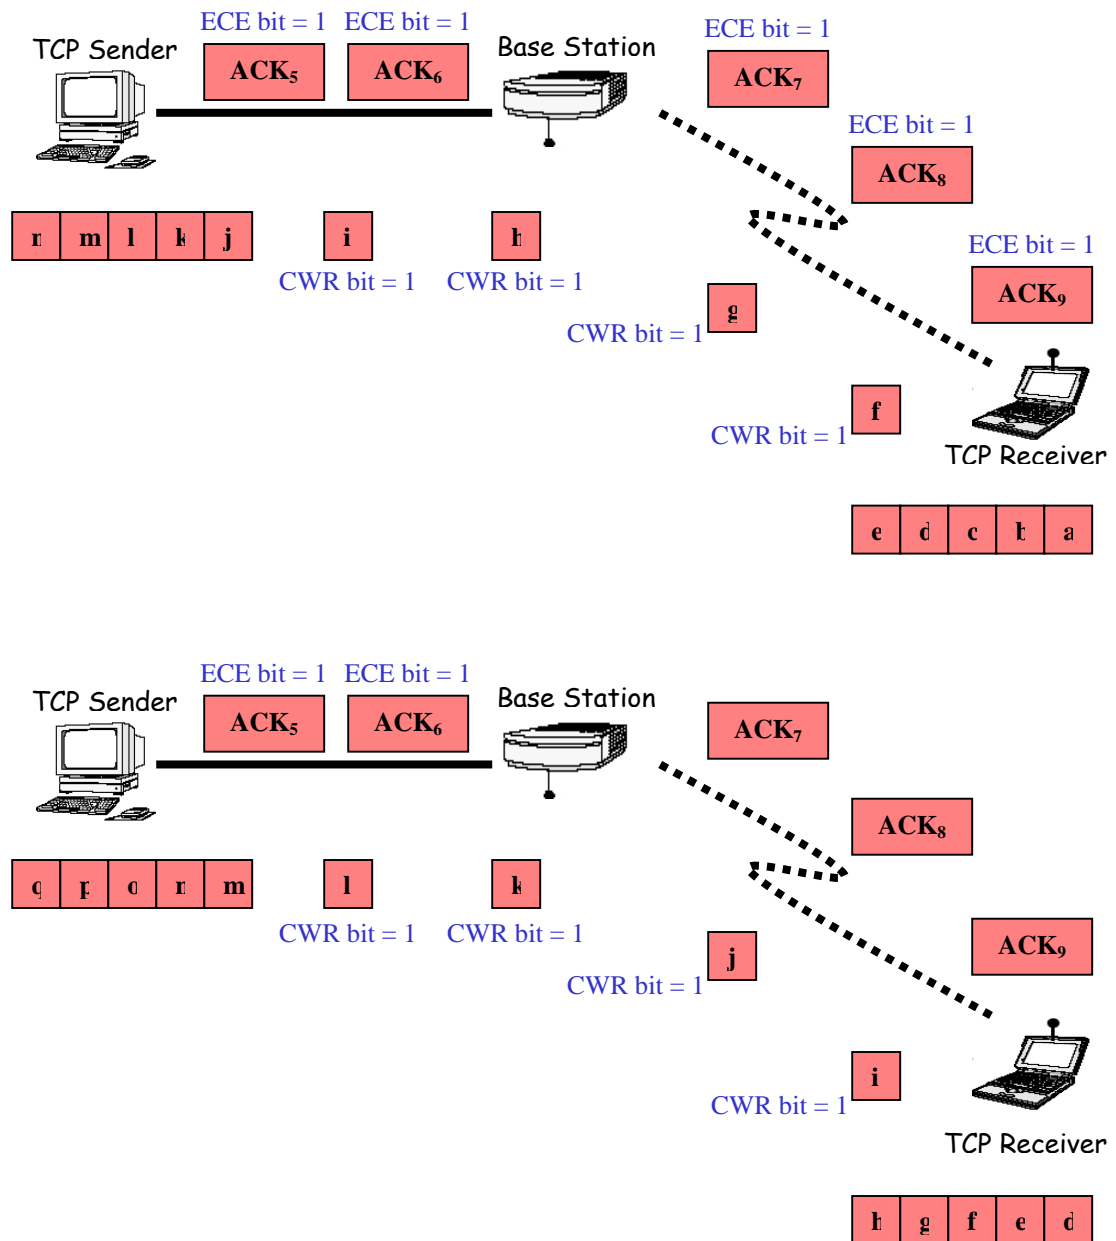 ECE bit = 1 ECE bit = 1
TCP Sender
Base Station
ECE bit = 1
ACK5 ACK6
ACK7
ECE bit = 1
ACK8
n m l k j i h
ECE bit = 1
CWR bit = 1 CWR bit = 1
ACK9
g
CWR bit = 1
f
CWR bit = 1
TCP Receiver
e d c b a
ECE bit = 1 ECE bit = 1
TCP Sender
Base Station
ACK5 ACK6
ACK7
ACK8
q p o n m l k
CWR bit = 1 CWR bit = 1
ACK9
j
CWR bit = 1
i
CWR bit = 1
TCP Receiver
h g f e d